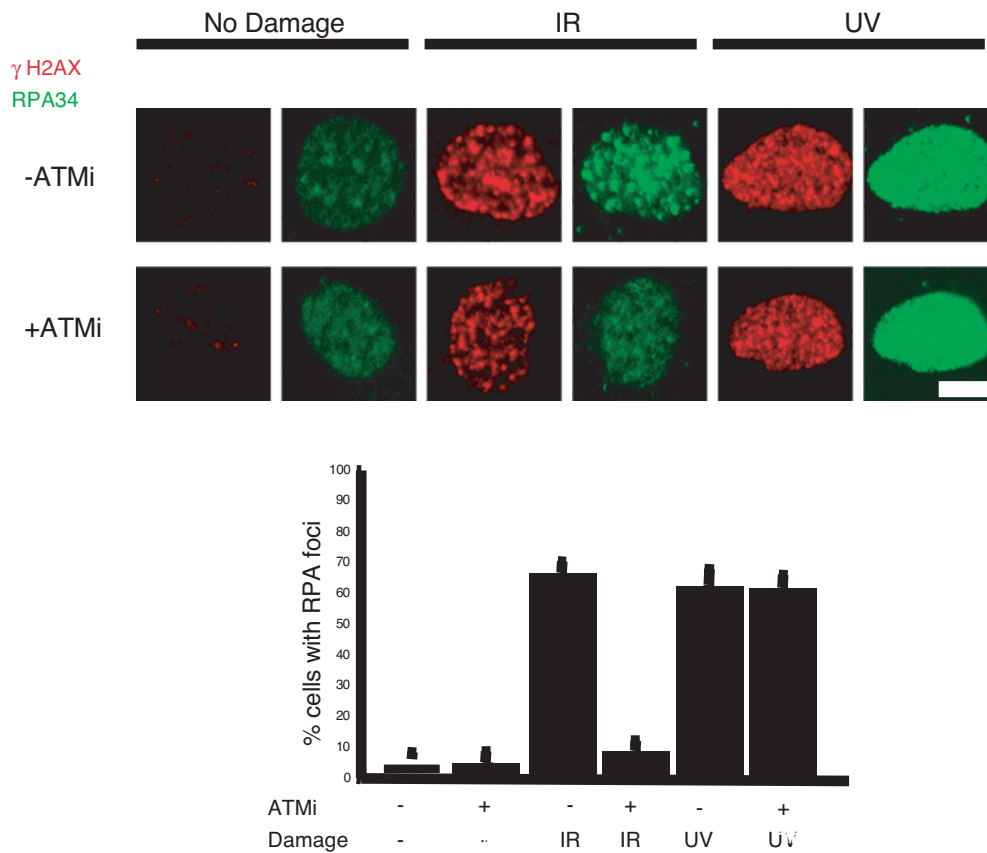 No Damage IR UV
γ H2AX
RPA34
-ATMi
+ATMi
% cells with RPA foci
100
90
80
70
60
50
40
30
20
10
0
ATMi - + - + - +
Damage - - IR IR UV UV